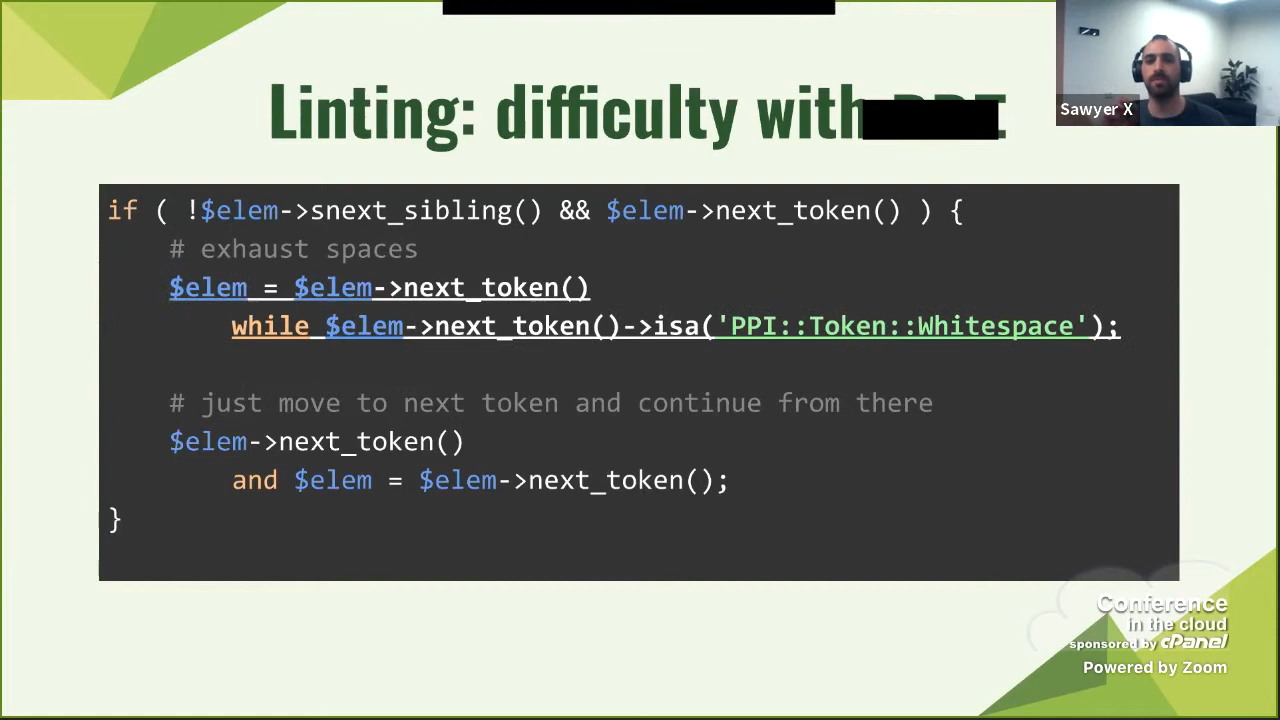 Linting: difficulty with
Sawyer X
if ( !$elem->snext_sibling() && $elem->next_token() ) {
# exhaust spaces
$elem = $elem->next_token()
while $elem->next_token()->isa('PPI::Token::Whitespace');
# just move to next token and continue from there
$elem->next_token()
and $elem = $elem->next_token();
}
Conference
in the cloud
sponsored by cPanel
Powered by Zoom